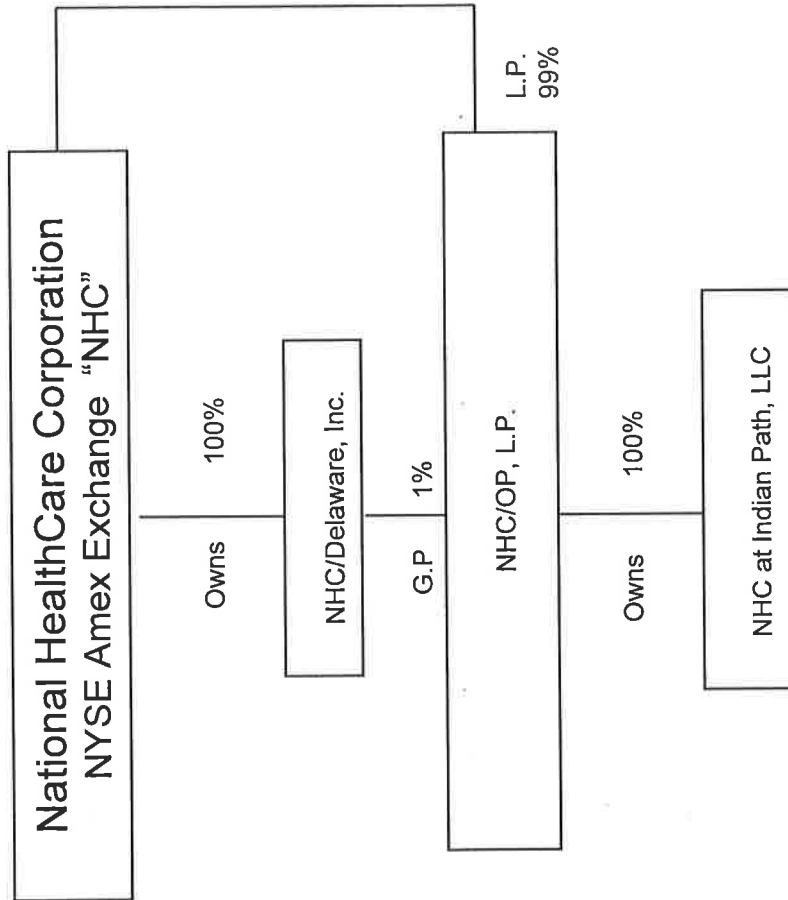 National HealthCare Corporation
NYSE Amex Exchange “NHC”
Owns
100%
NHC/Delaware, Inc.
G.P
1%
NHC/OP, L.P.
L.P.
99%
Owns
100%
NHC at Indian Path, LLC